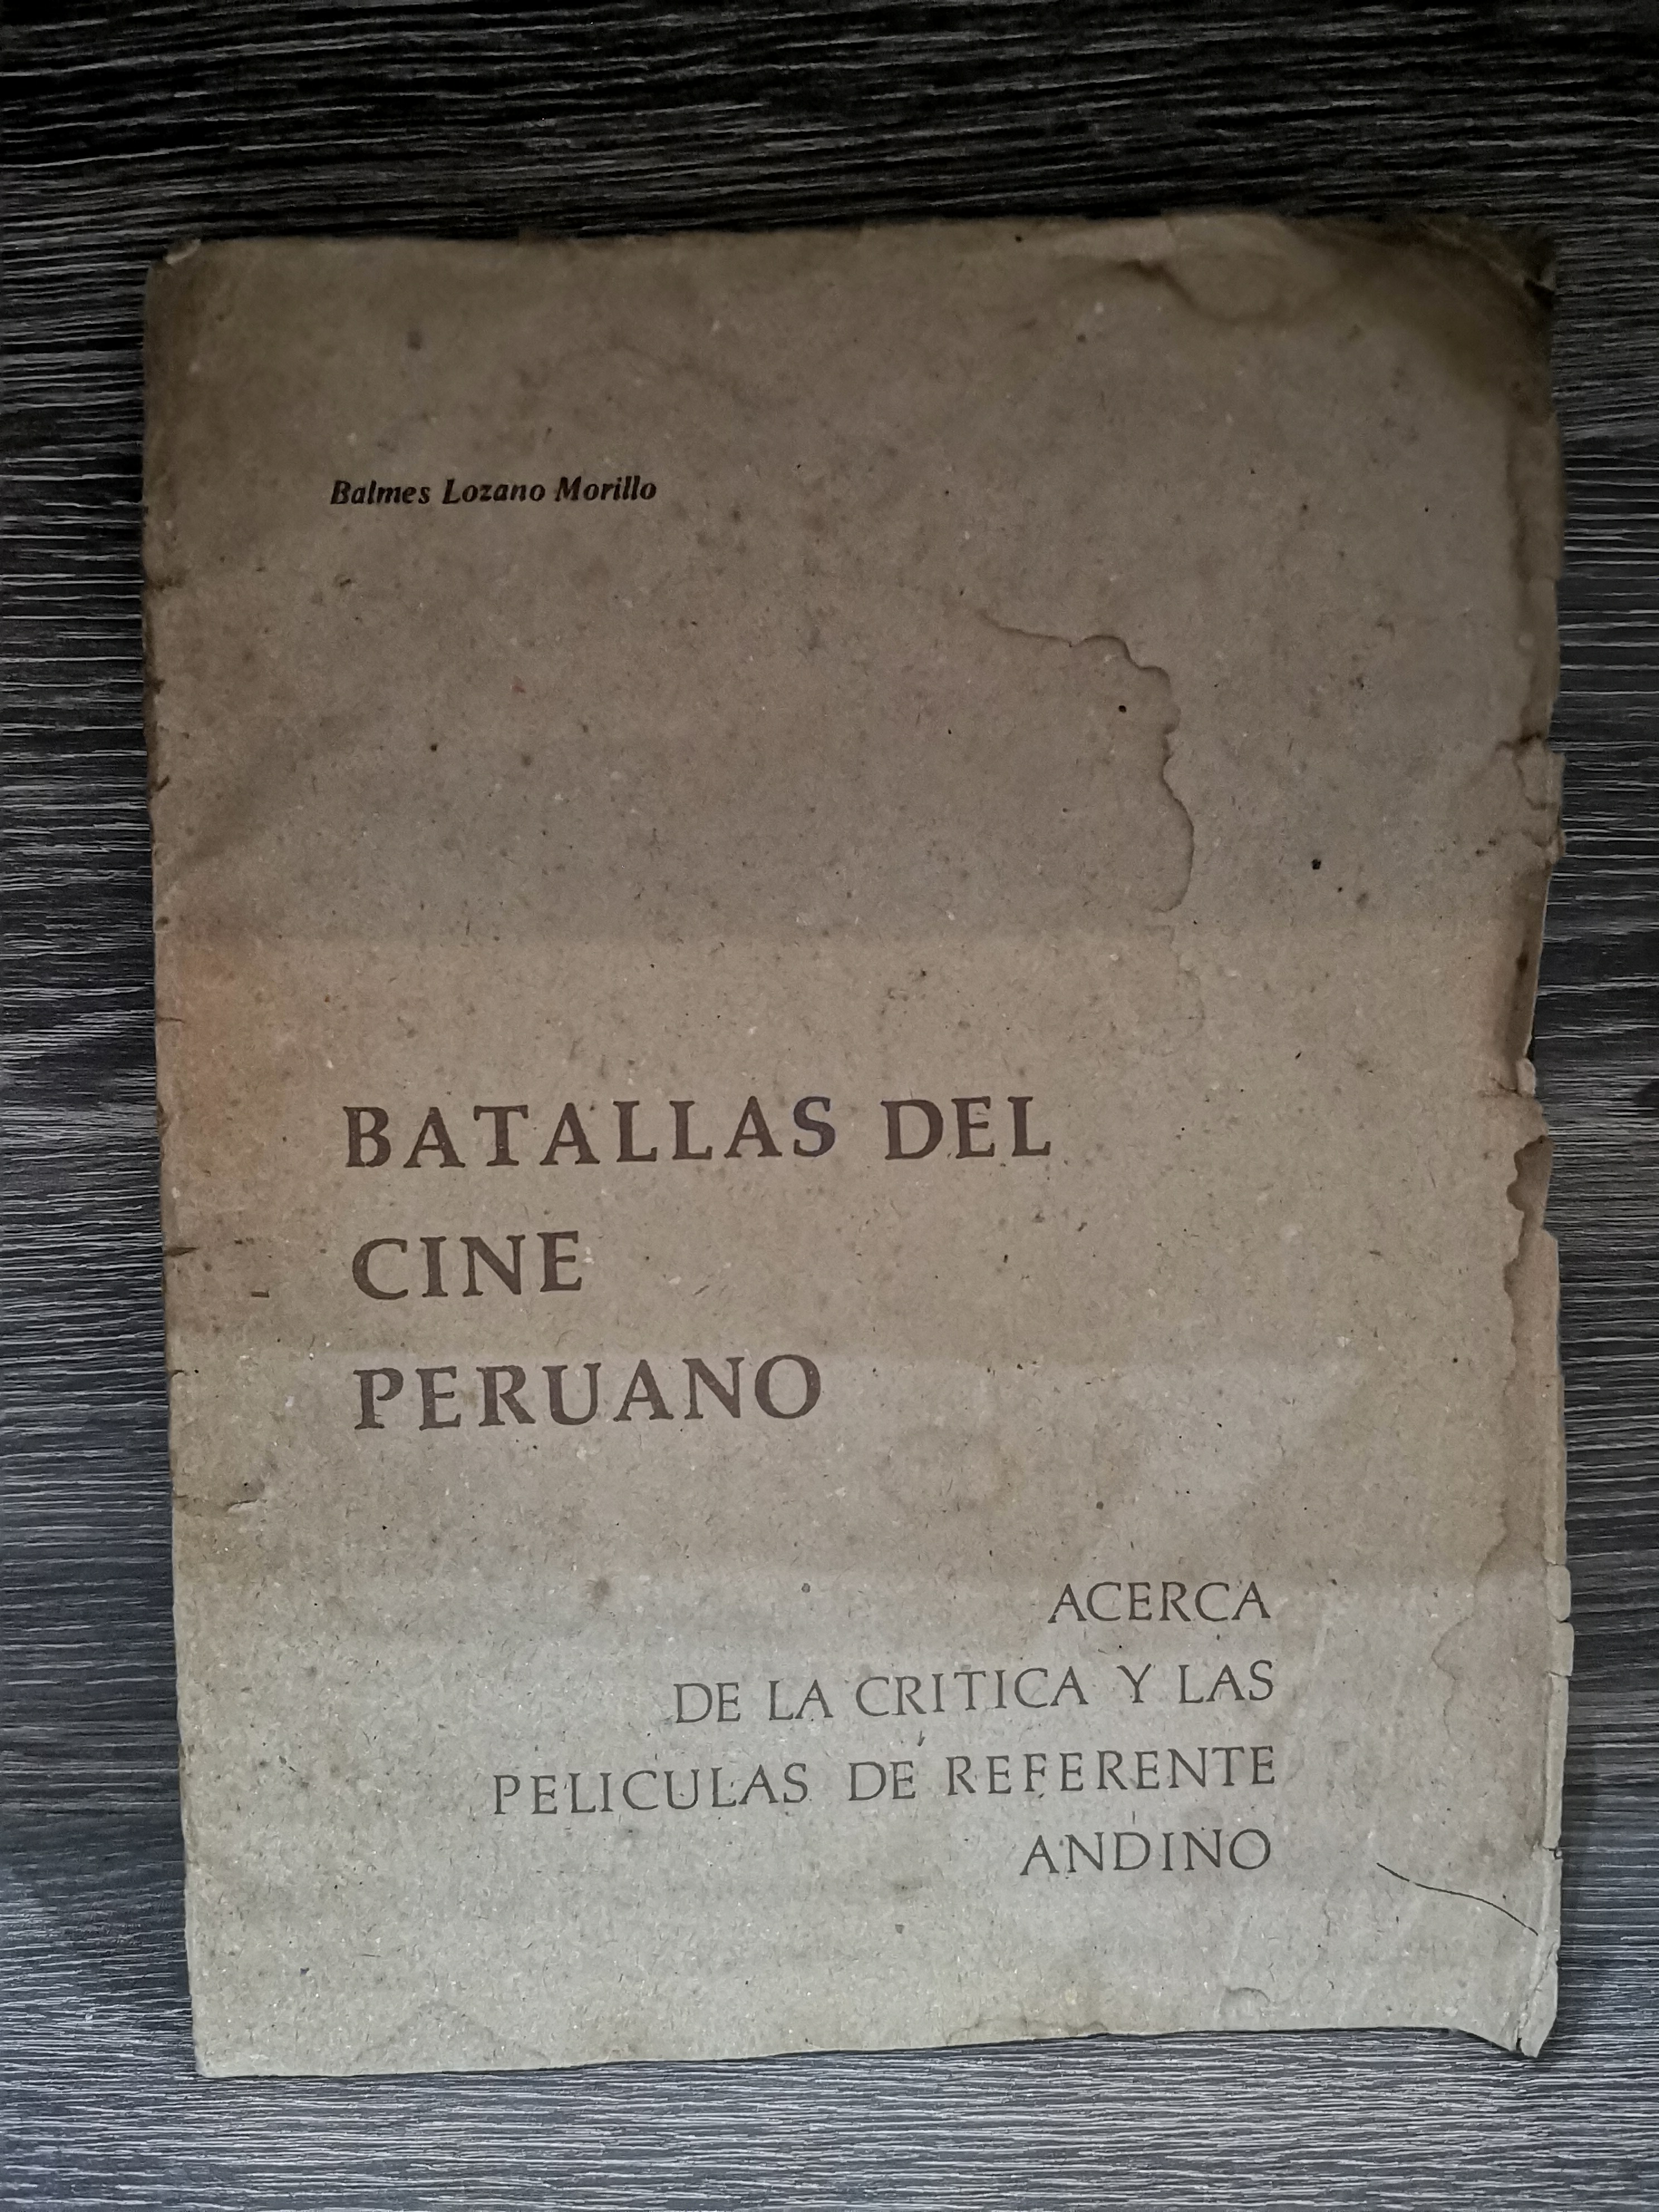 Balmes Lozano Morillo
BATALLAS DEL
CINE
PERUANO
ACERCA
DE LA CRITICA Y LAS
PELICULAS DE REFERENTE
ANDINO